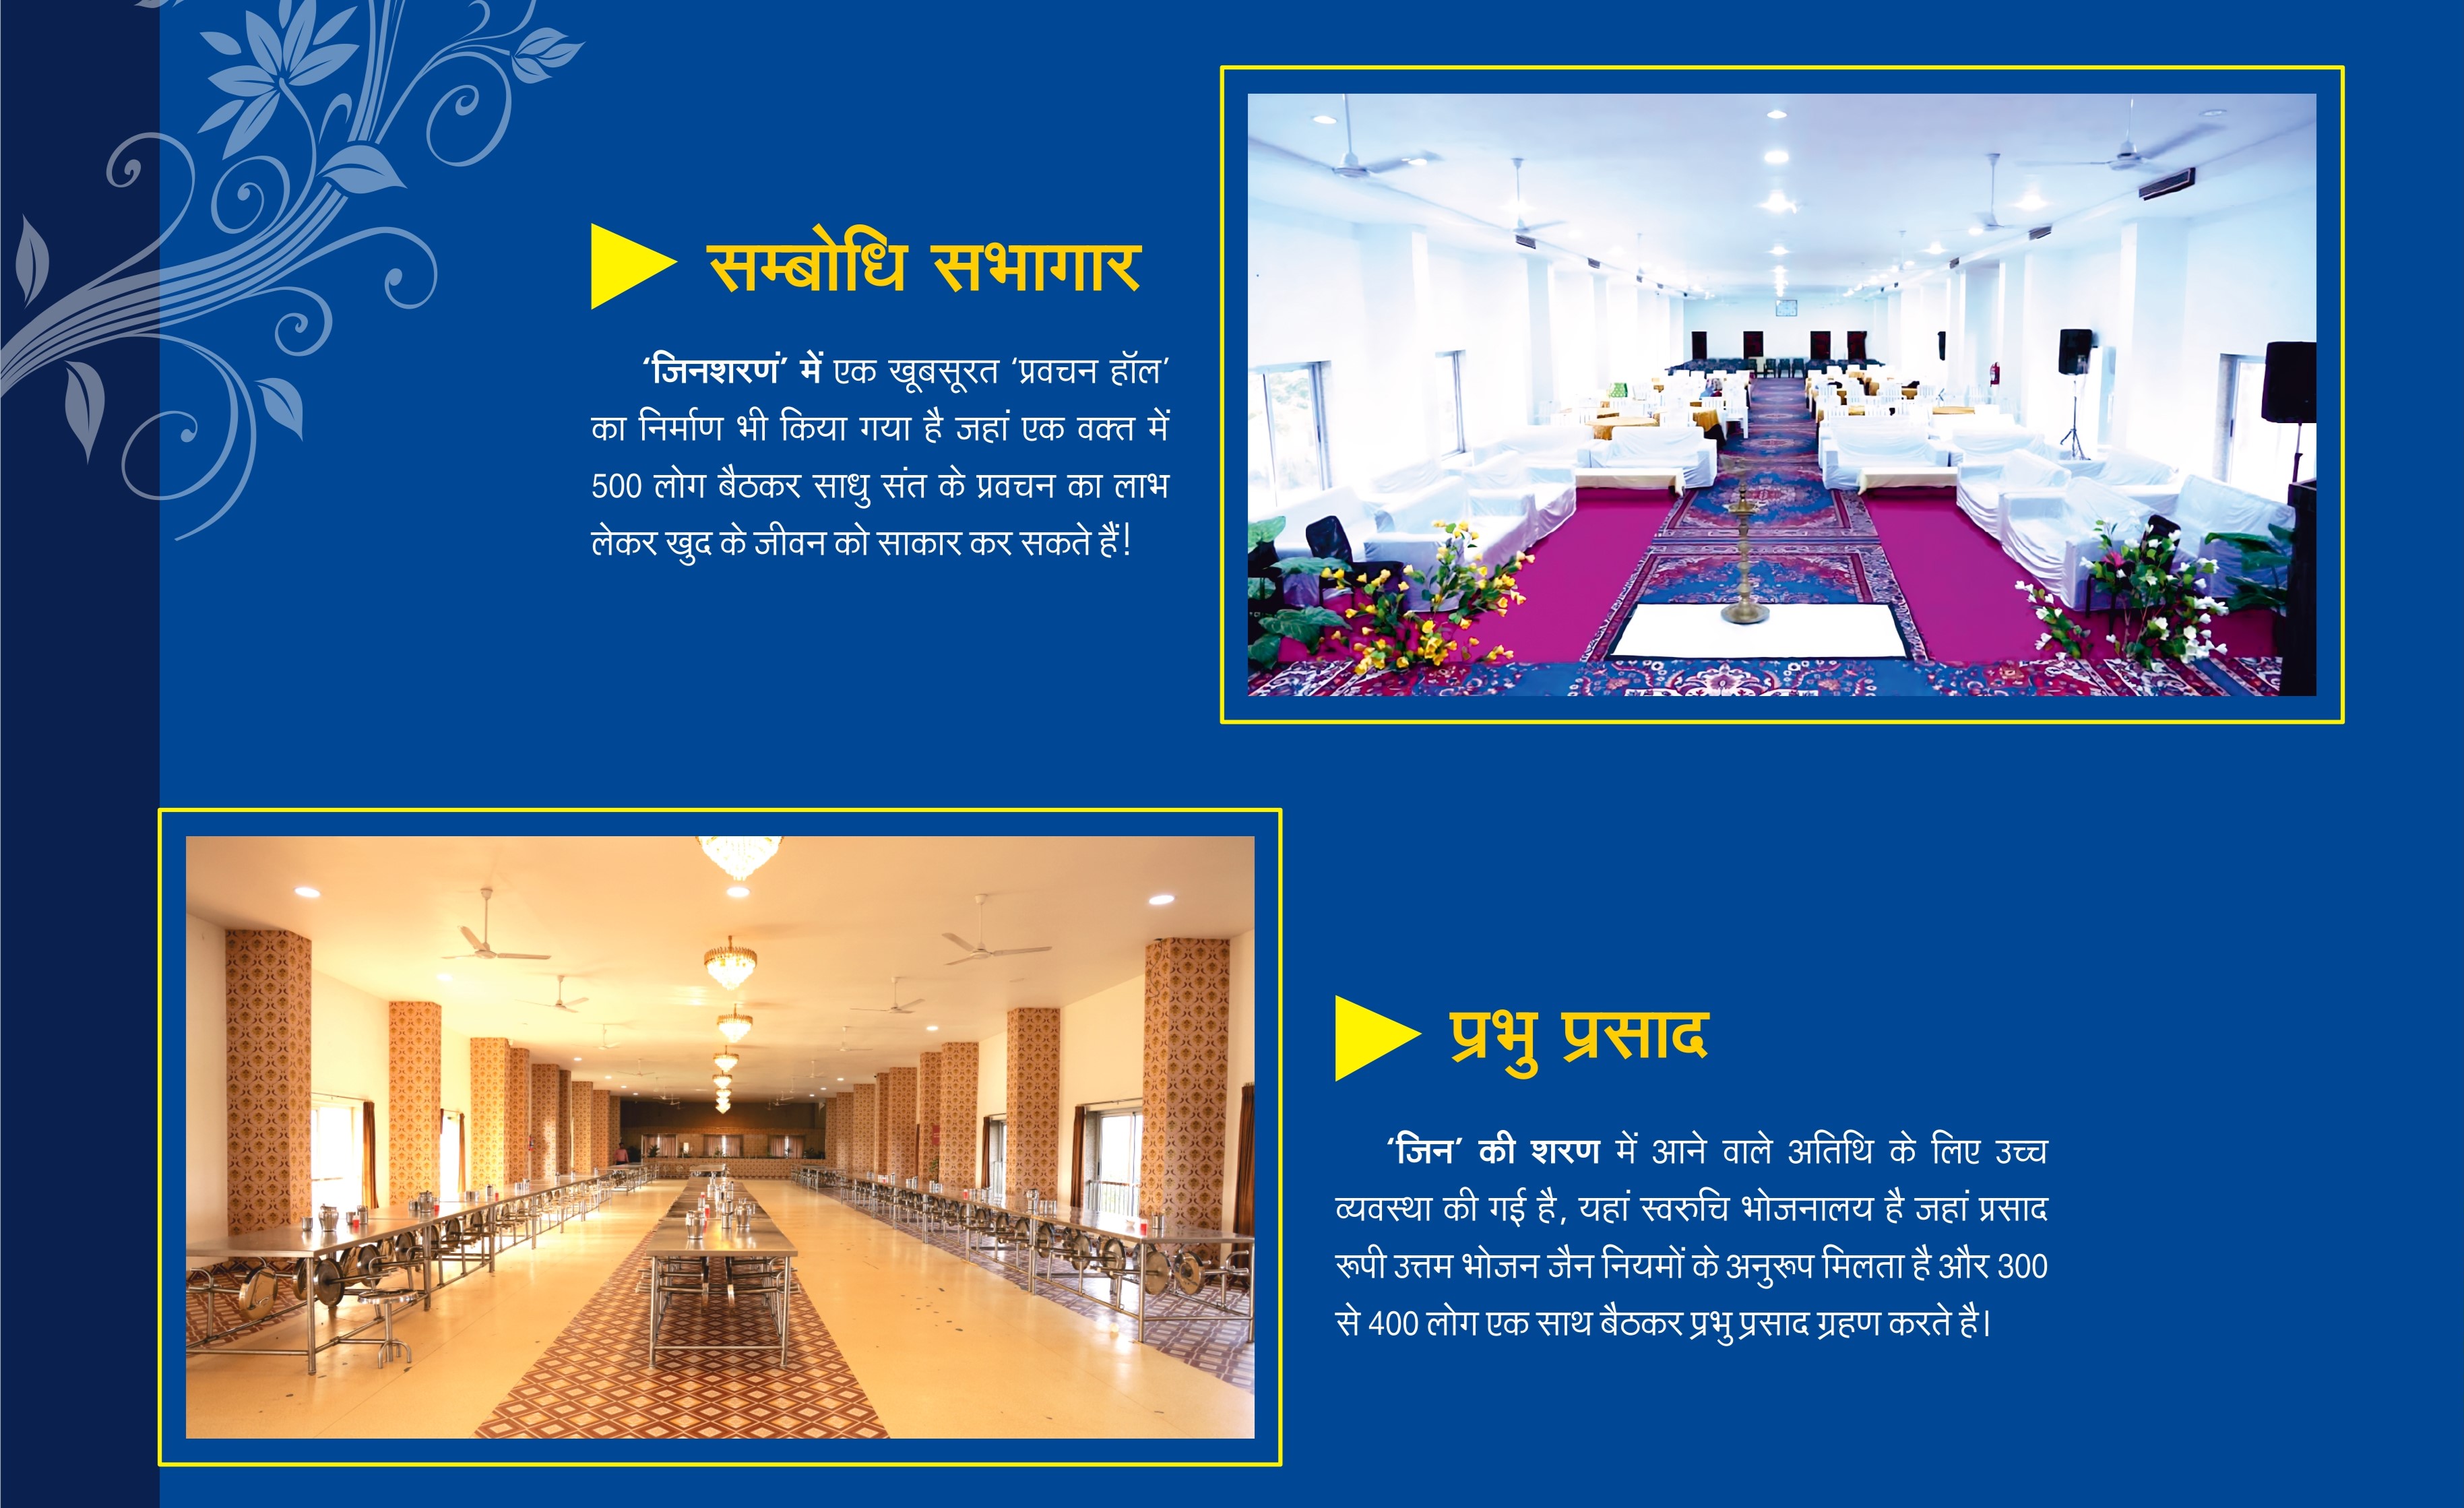 सम्बोधि सभागार
‘जिनशरणं’ में एक खूबसूरत ‘प्रवचन हॉल’
का निर्माण भी किया गया है जहां एक वक्त में
500 लोग बैठकर साधु संत के प्रवचन का लाभ
लेकर खुद के जीवन को साकार कर सकते हैं!
प्रभु प्रसाद
‘जिन’ की शरण में आने वाले अतिथि के लिए उच्च
व्यवस्था की गई है, यहां स्वरुचि भोजनालय है जहां प्रसाद
रूपी उत्तम भोजन जैन नियमों के अनुरूप मिलता है और 300
से 400 लोग एक साथ बैठकर प्रभु प्रसाद ग्रहण करते है।